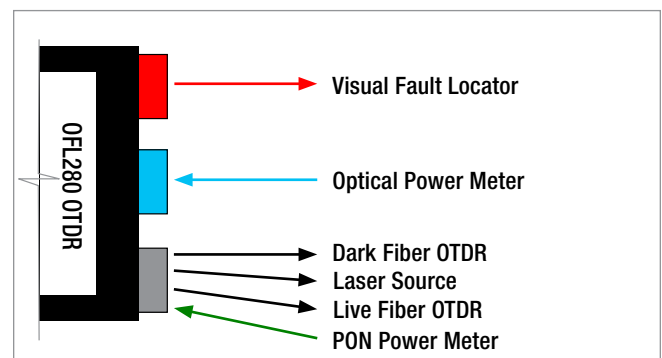 OFL280 OTDR
Visual Fault Locator
Optical Power Meter
Dark Fiber OTDR
Laser Source
Live Fiber OTDR
PON Power Meter